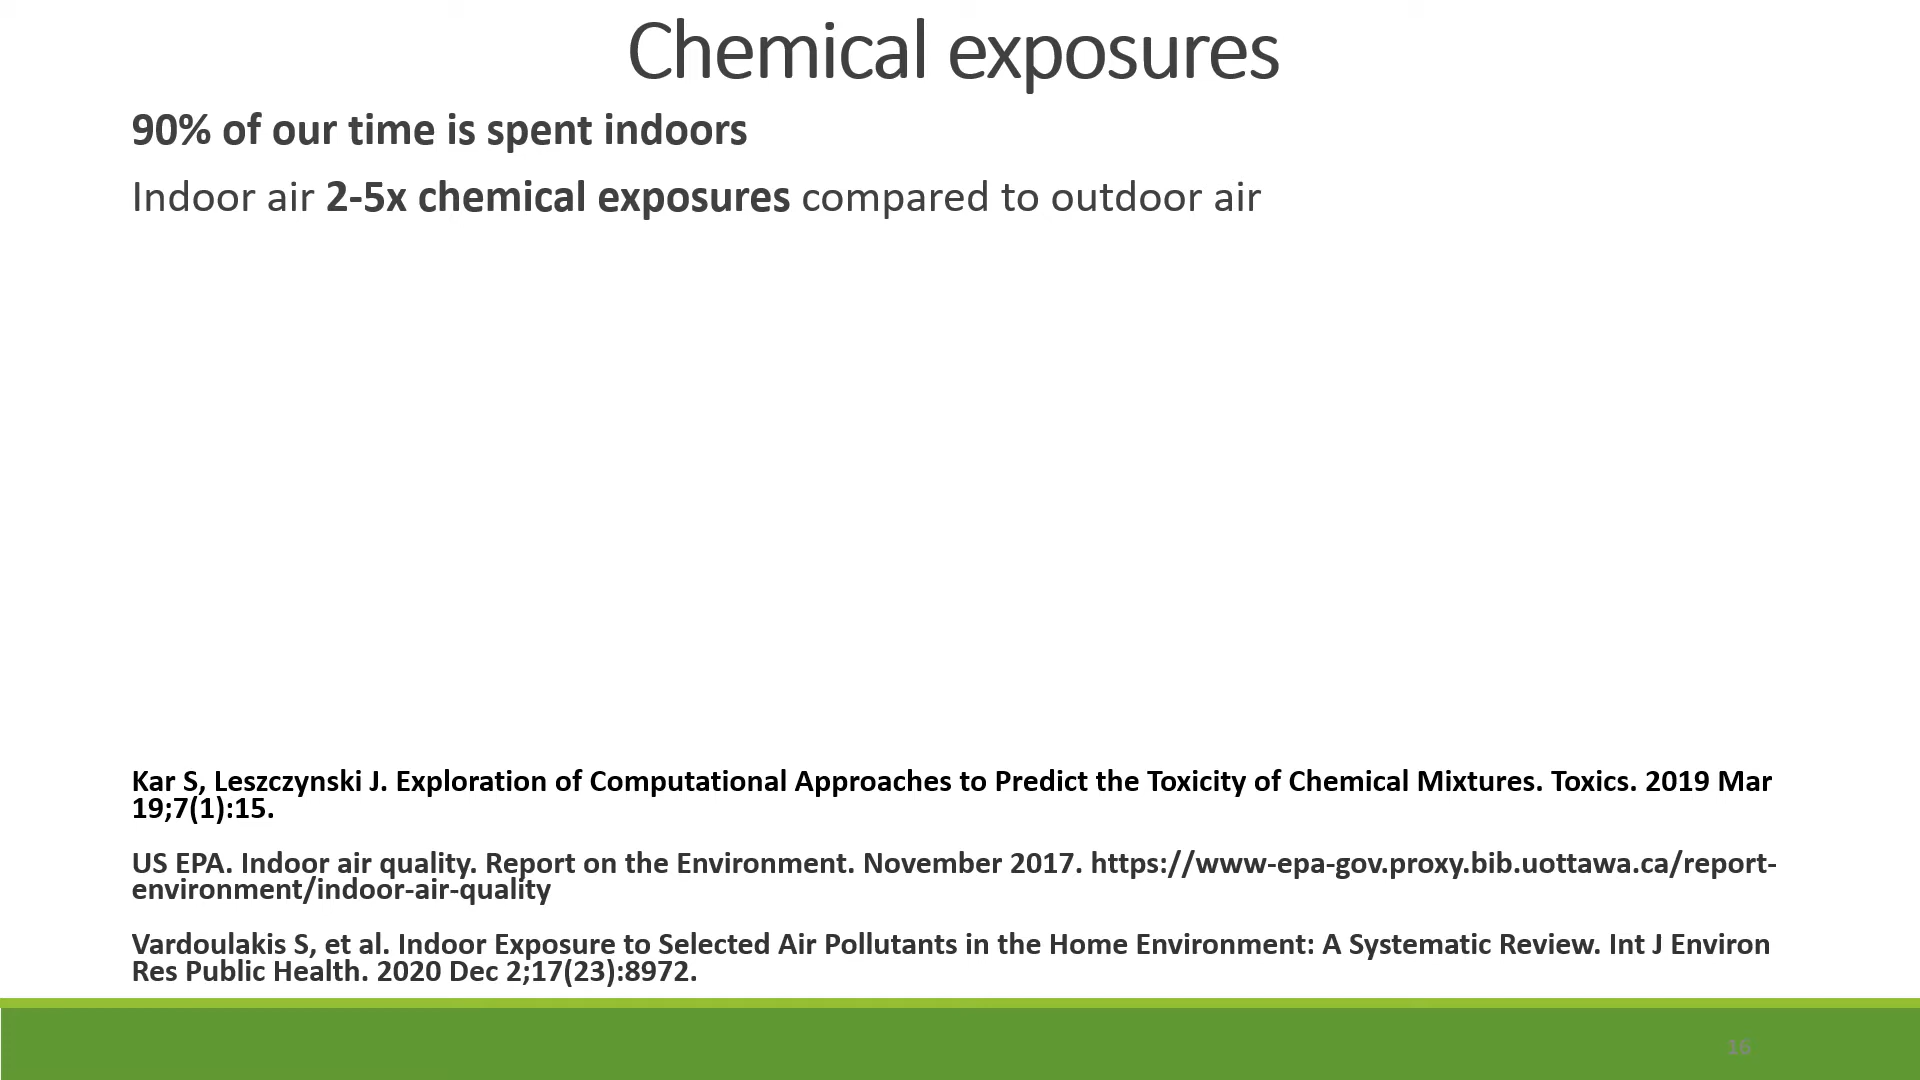 Chemical exposures
90% of our time is spent indoors
Indoor air 2-5x chemical exposures compared to outdoor air
Kar S, Leszczynski J. Exploration of Computational Approaches to Predict the Toxicity of Chemical Mixtures. Toxics. 2019 Mar
19;7(1):15.
US EPA. Indoor air quality. Report on the Environment. November 2017. https://www-epa-gov.proxy.bib.uottawa.ca/report-
environment/indoor-air-quality
Vardoulakis S, et al. Indoor Exposure to Selected Air Pollutants in the Home Environment: A Systematic Review. Int J Environ
Res Public Health. 2020 Dec 2;17(23):8972.
16